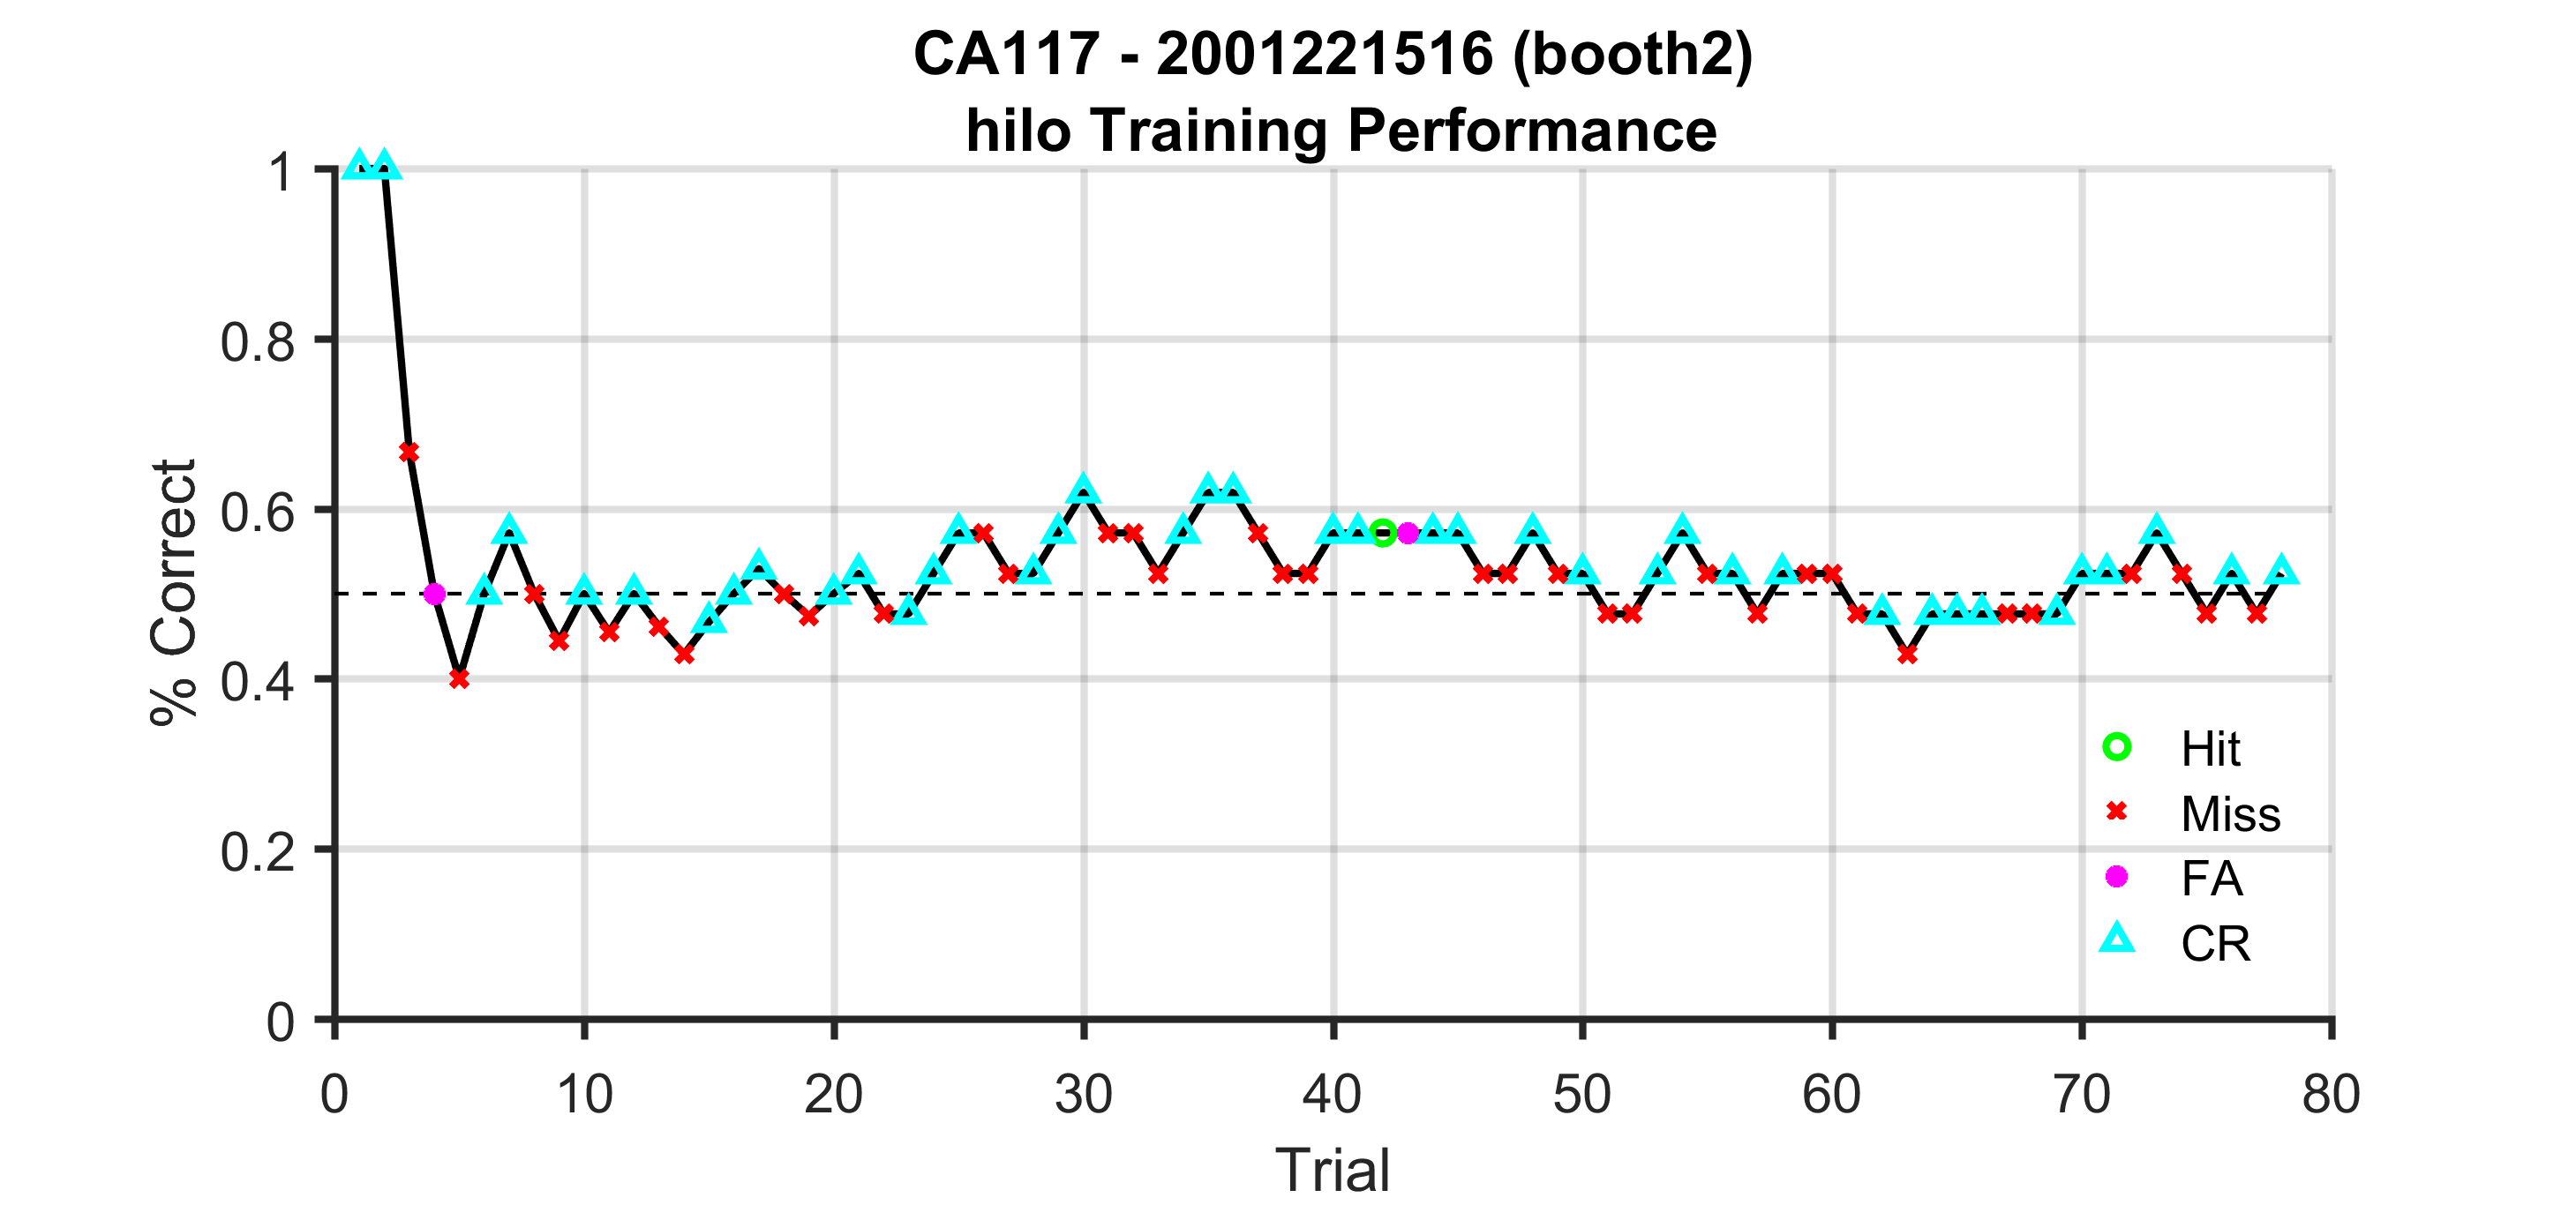 CA117 - 2001221516 (booth2)
hilo Training Performance
% Correct
1
0.8
0.6
0.4
0.2
0
Hit
Miss
FA
CR
0 10 20 30 40 50 60 70 80
Trial